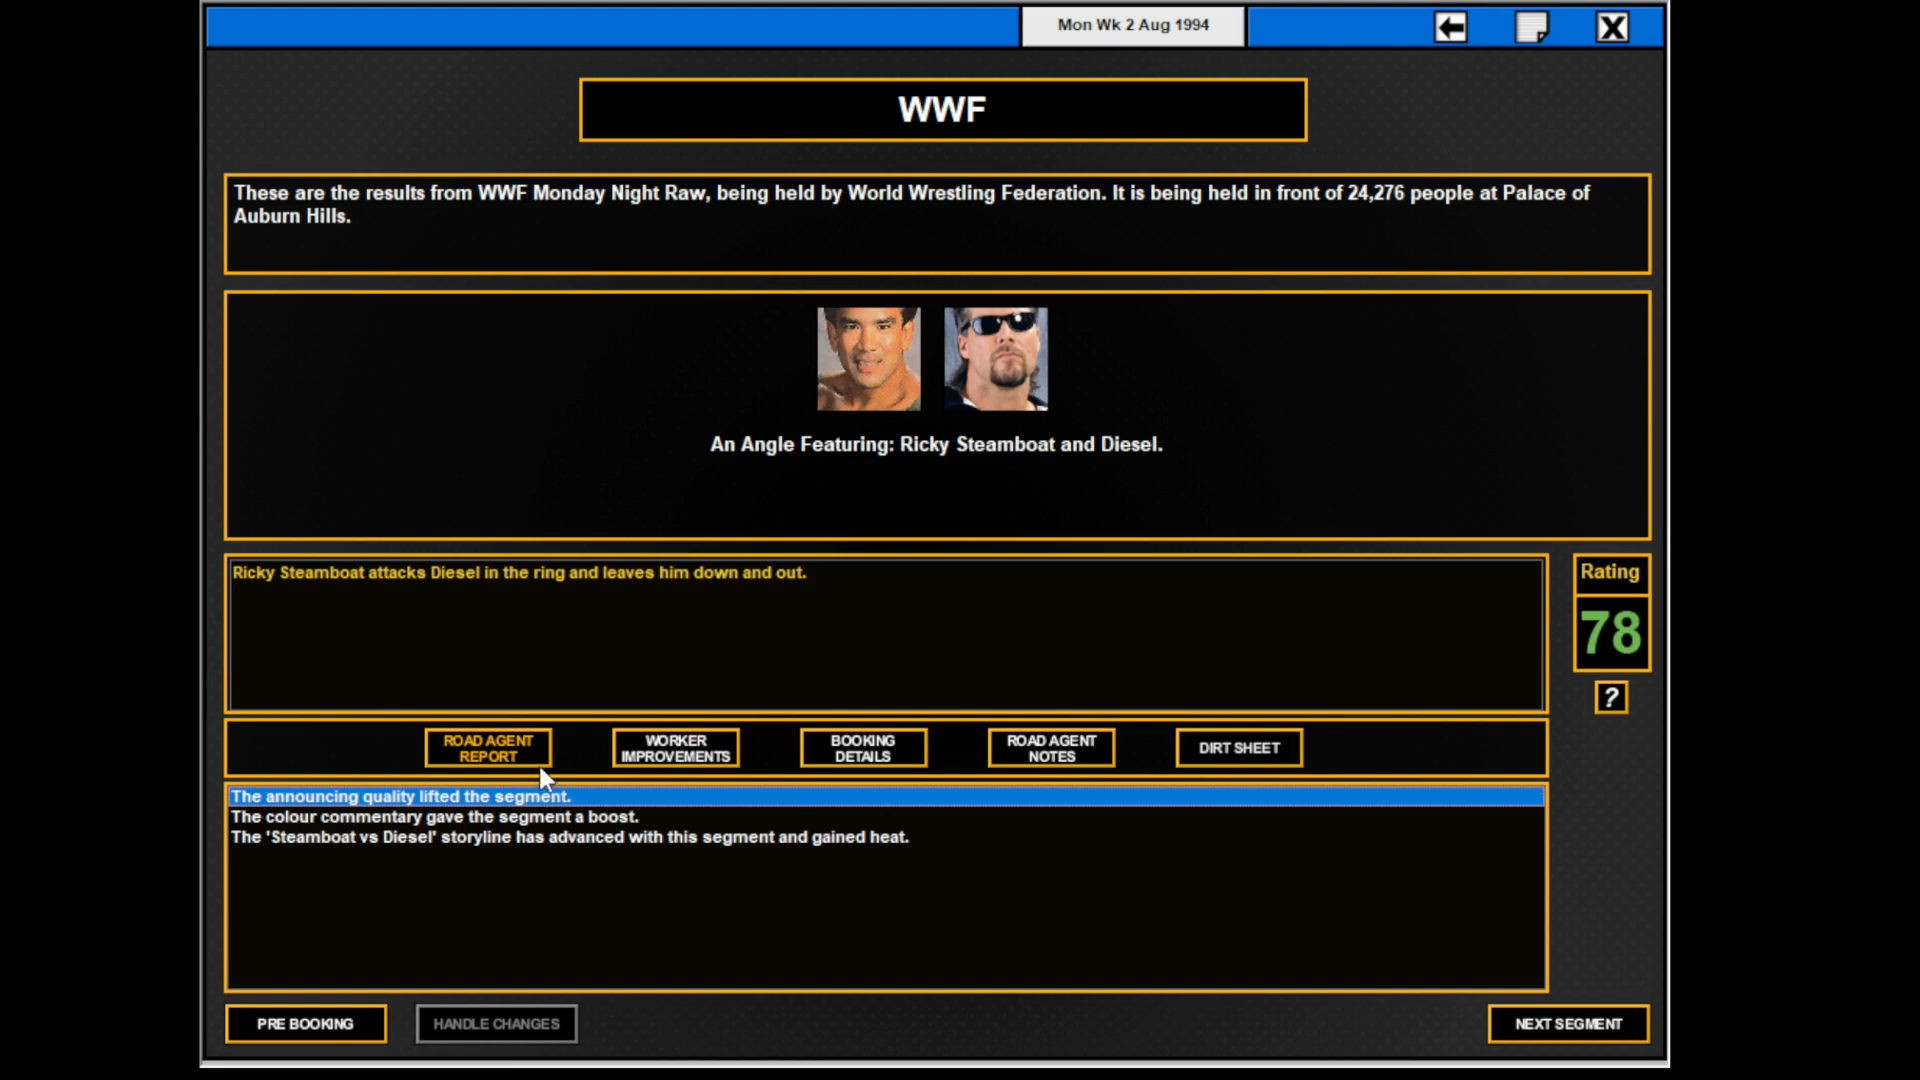 Mon Wk 2 Aug 1994
WWF
These are the results from WWF Monday Night Raw, being held by World Wrestling Federation. It is being held in front of 24,276 people at Palace of
Auburn Hills.
An Angle Featuring: Ricky Steamboat and Diesel.
Ricky Steamboat attacks Diesel in the ring and leaves him down and out.
Rating
78
?
ROAD AGENT
REPORT
WORKER
IMPROVEMENTS
BOOKING
DETAILS
ROAD AGENT
NOTES
DIRT SHEET
The announcing quality lifted the segment.
The colour commentary gave the segment a boost.
The 'Steamboat vs Diesel' storyline has advanced with this segment and gained heat.
PRE BOOKING
HANDLE CHANGES
NEXT SEGMENT